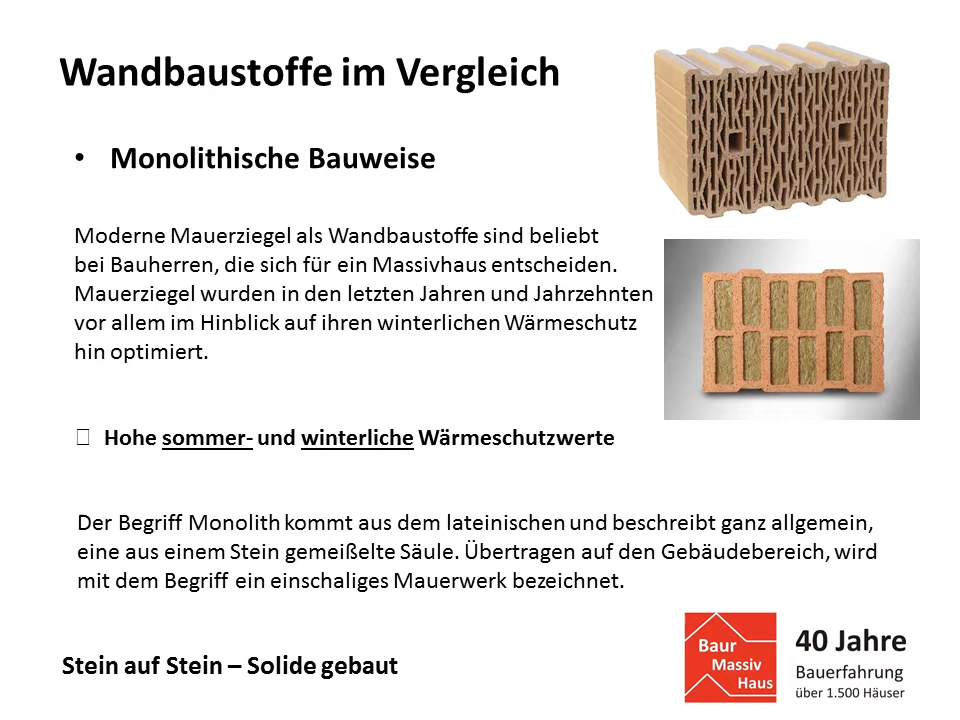 Wandbaustoffe im Vergleich
• Monolithische Bauweise
Moderne Mauerziegel als Wandbaustoffe sind beliebt
bei Bauherren, die sich für ein Massivhaus entscheiden.
Mauerziegel wurden in den letzten Jahren und Jahrzehnten
vor allem im Hinblick auf ihren winterlichen Wärmeschutz
hin optimiert.
Hohe sommer- und winterliche Wärmeschutzwerte
Der Begriff Monolith kommt aus dem lateinischen und beschreibt ganz allgemein,
eine aus einem Stein gemeißelte Säule. Übertragen auf den Gebäudebereich, wird
mit dem Begriff ein einschaliges Mauerwerk bezeichnet.
Stein auf Stein – Solide gebaut
Baur
Massiv
Haus
40 Jahre
Bauerfahrung
über 1.500 Häuser